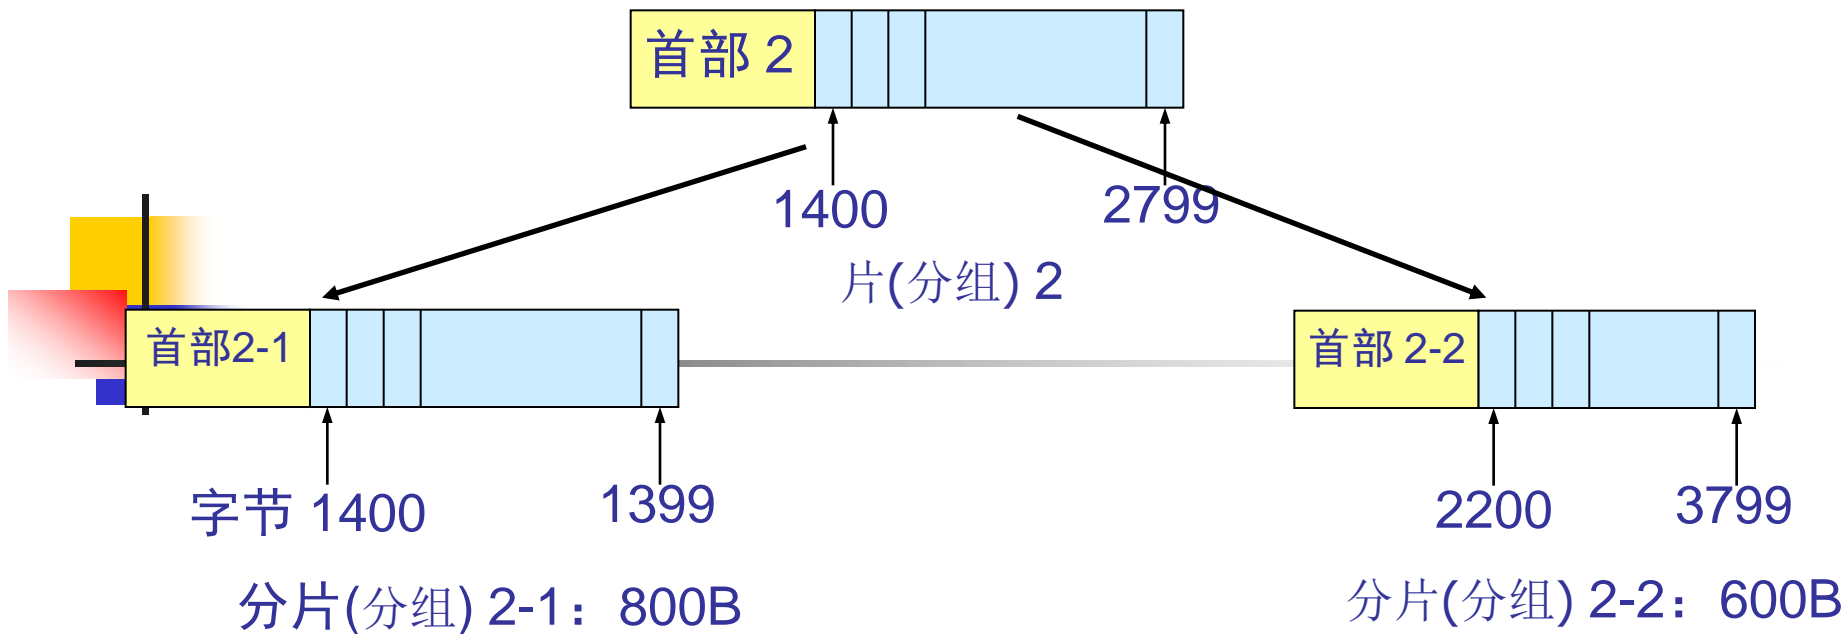 首部 2
1400 2799
片(分组) 2
首部2-1 首部 2-2
字节 1400 1399 2200 3799
分片(分组) 2-1：800B 分片(分组) 2-2：600B